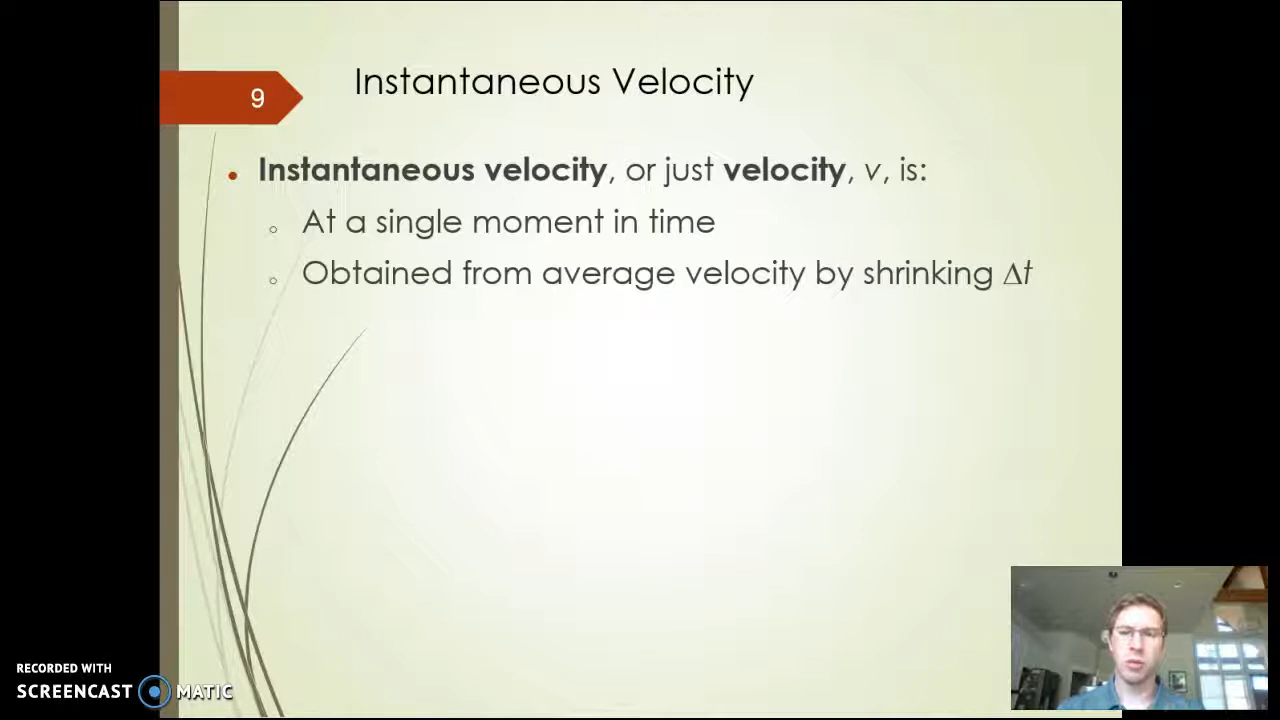 9
Instantaneous Velocity
• Instantaneous velocity, or just velocity, v, is:
○ At a single moment in time
○ Obtained from average velocity by shrinking Δt
RECORDED WITH
SCREENCAST MATIC